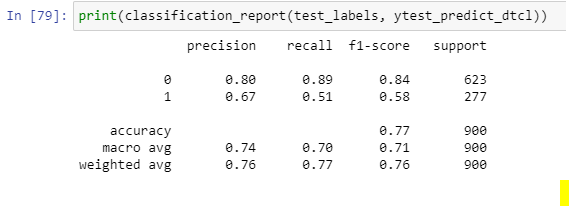 In [79]: print(classification_report(test_labels, ytest_predict_dtcl))
precision recall f1-score support
0 0.80 0.89 0.84 623
1 0.67 0.51 0.58 277
accuracy 0.77 900
macro avg 0.74 0.70 0.71 900
weighted avg 0.76 0.77 0.76 900